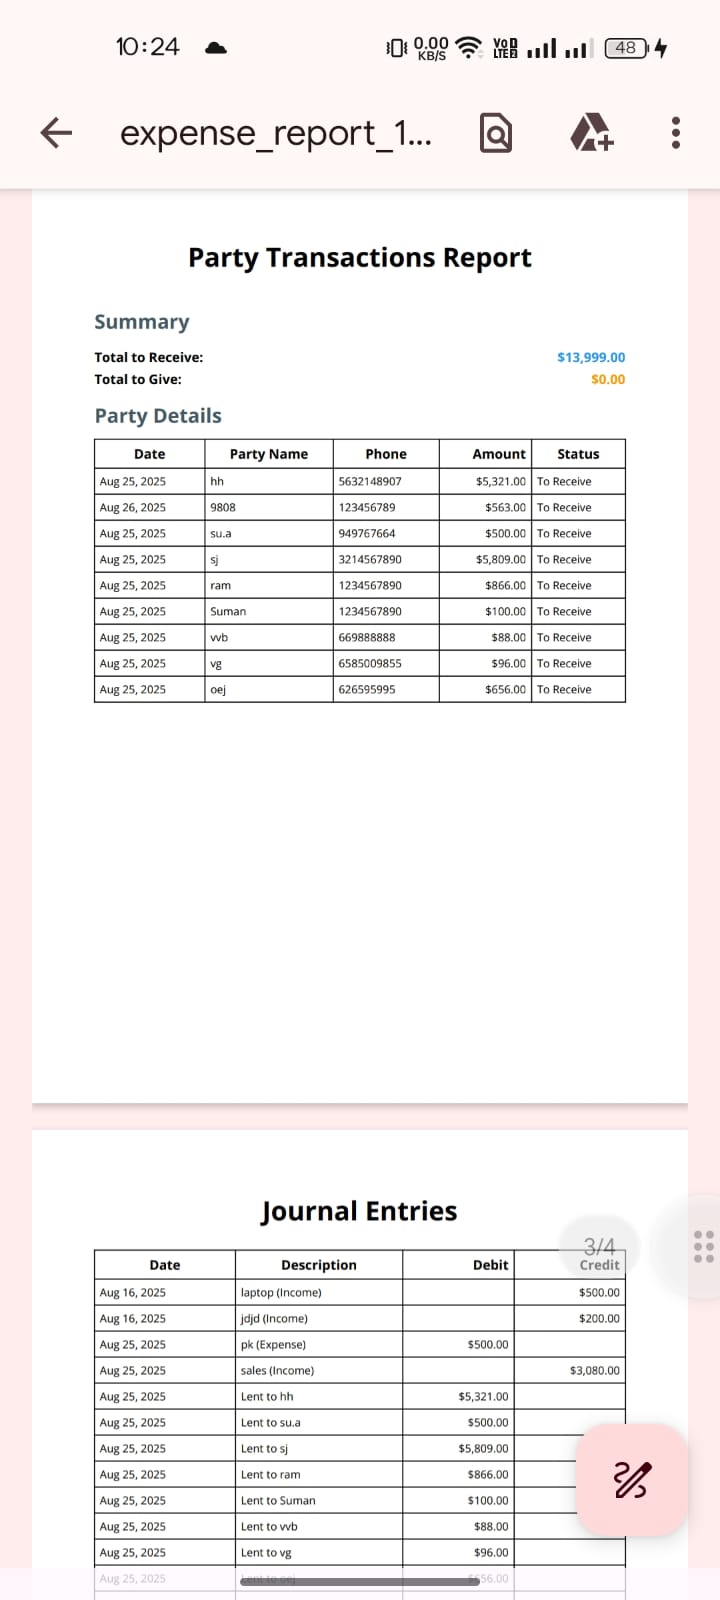 10:24 0.00 KB/S VoD LTE2 48
expense_report_1...
Party Transactions Report
Summary
Total to Receive: $13,999.00
Total to Give: $0.00
Party Details
Date Party Name Phone Amount Status
Aug 25, 2025 hh 5632148907 $5,321.00 To Receive
Aug 26, 2025 9808 123456789 $563.00 To Receive
Aug 25, 2025 su.a 949767664 $500.00 To Receive
Aug 25, 2025 sj 3214567890 $5,809.00 To Receive
Aug 25, 2025 ram 1234567890 $866.00 To Receive
Aug 25, 2025 Suman 1234567890 $100.00 To Receive
Aug 25, 2025 vvb 669888888 $88.00 To Receive
Aug 25, 2025 vg 6585009855 $96.00 To Receive
Aug 25, 2025 oej 626595995 $656.00 To Receive
Journal Entries
3/4
Date Description Debit Credit
Aug 16, 2025 laptop (Income) $500.00
Aug 16, 2025 jdjd (Income) $200.00
Aug 25, 2025 pk (Expense) $500.00
Aug 25, 2025 sales (Income) $3,080.00
Aug 25, 2025 Lent to hh $5,321.00
Aug 25, 2025 Lent to su.a $500.00
Aug 25, 2025 Lent to sj $5,809.00
Aug 25, 2025 Lent to ram $866.00
Aug 25, 2025 Lent to Suman $100.00
Aug 25, 2025 Lent to vvb $88.00
Aug 25, 2025 Lent to vg $96.00
Aug 25, 2025 Lent to oej $656.00